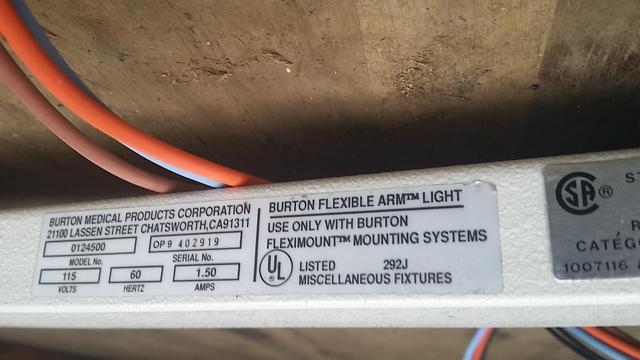 BURTON MEDICAL PRODUCTS CORPORATION
21100 LASSEN STREET CHATSWORTH,CA91311
0124500
OP9 402919
MODEL No.
SERIAL No.
115
60
1.50
VOLTS
HERTZ
AMPS
BURTON FLEXIBLE ARM™ LIGHT
USE ONLY WITH BURTON
FLEXIMOUNT™ MOUNTING SYSTEMS
UL
LISTED 292J
MISCELLANEOUS FIXTURES
SA ®
CATÉG
1007116